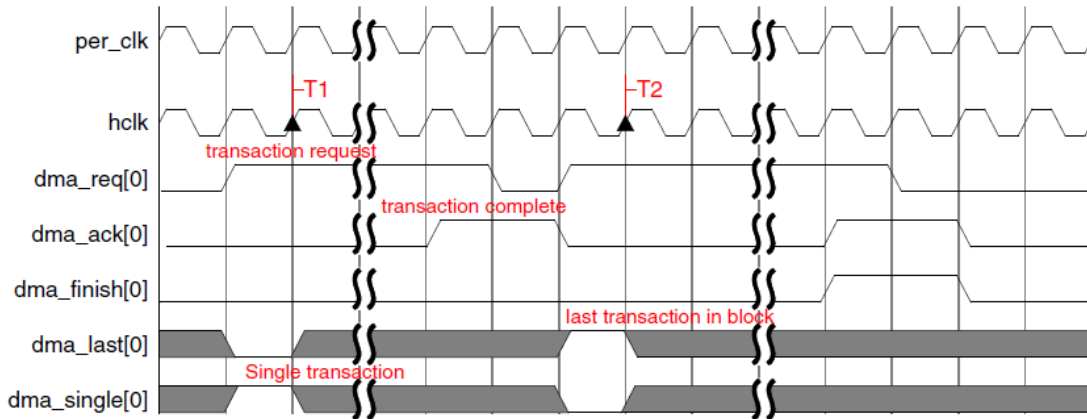 per_clk
T1
T2
hclk
transaction request
dma_req[0]
transaction complete
dma_ack[0]
dma_finish[0]
last transaction in block
dma_last[0]
Single transaction
dma_single[0]